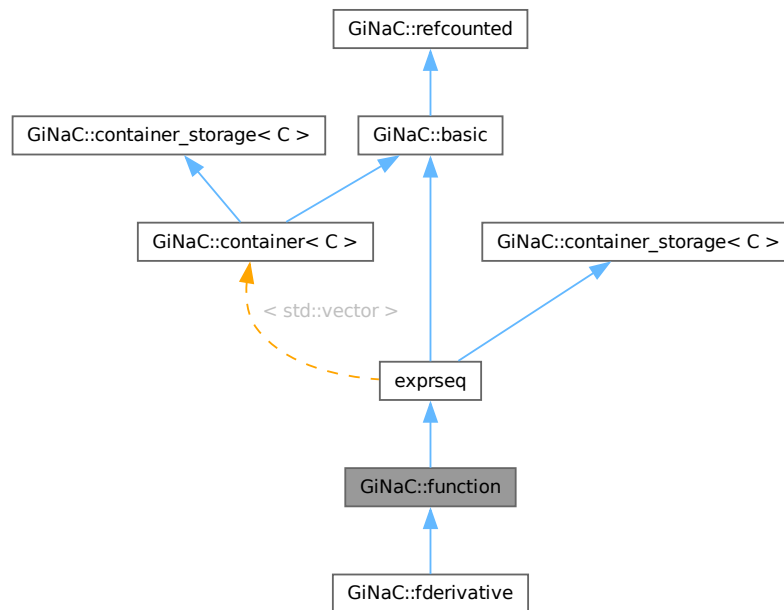 GiNaC::refcounted
GiNaC::container_storage< C >
GiNaC::basic
GiNaC::container< C >
GiNaC::container_storage< C >
< std::vector >
exprseq
GiNaC::function
GiNaC::fderivative